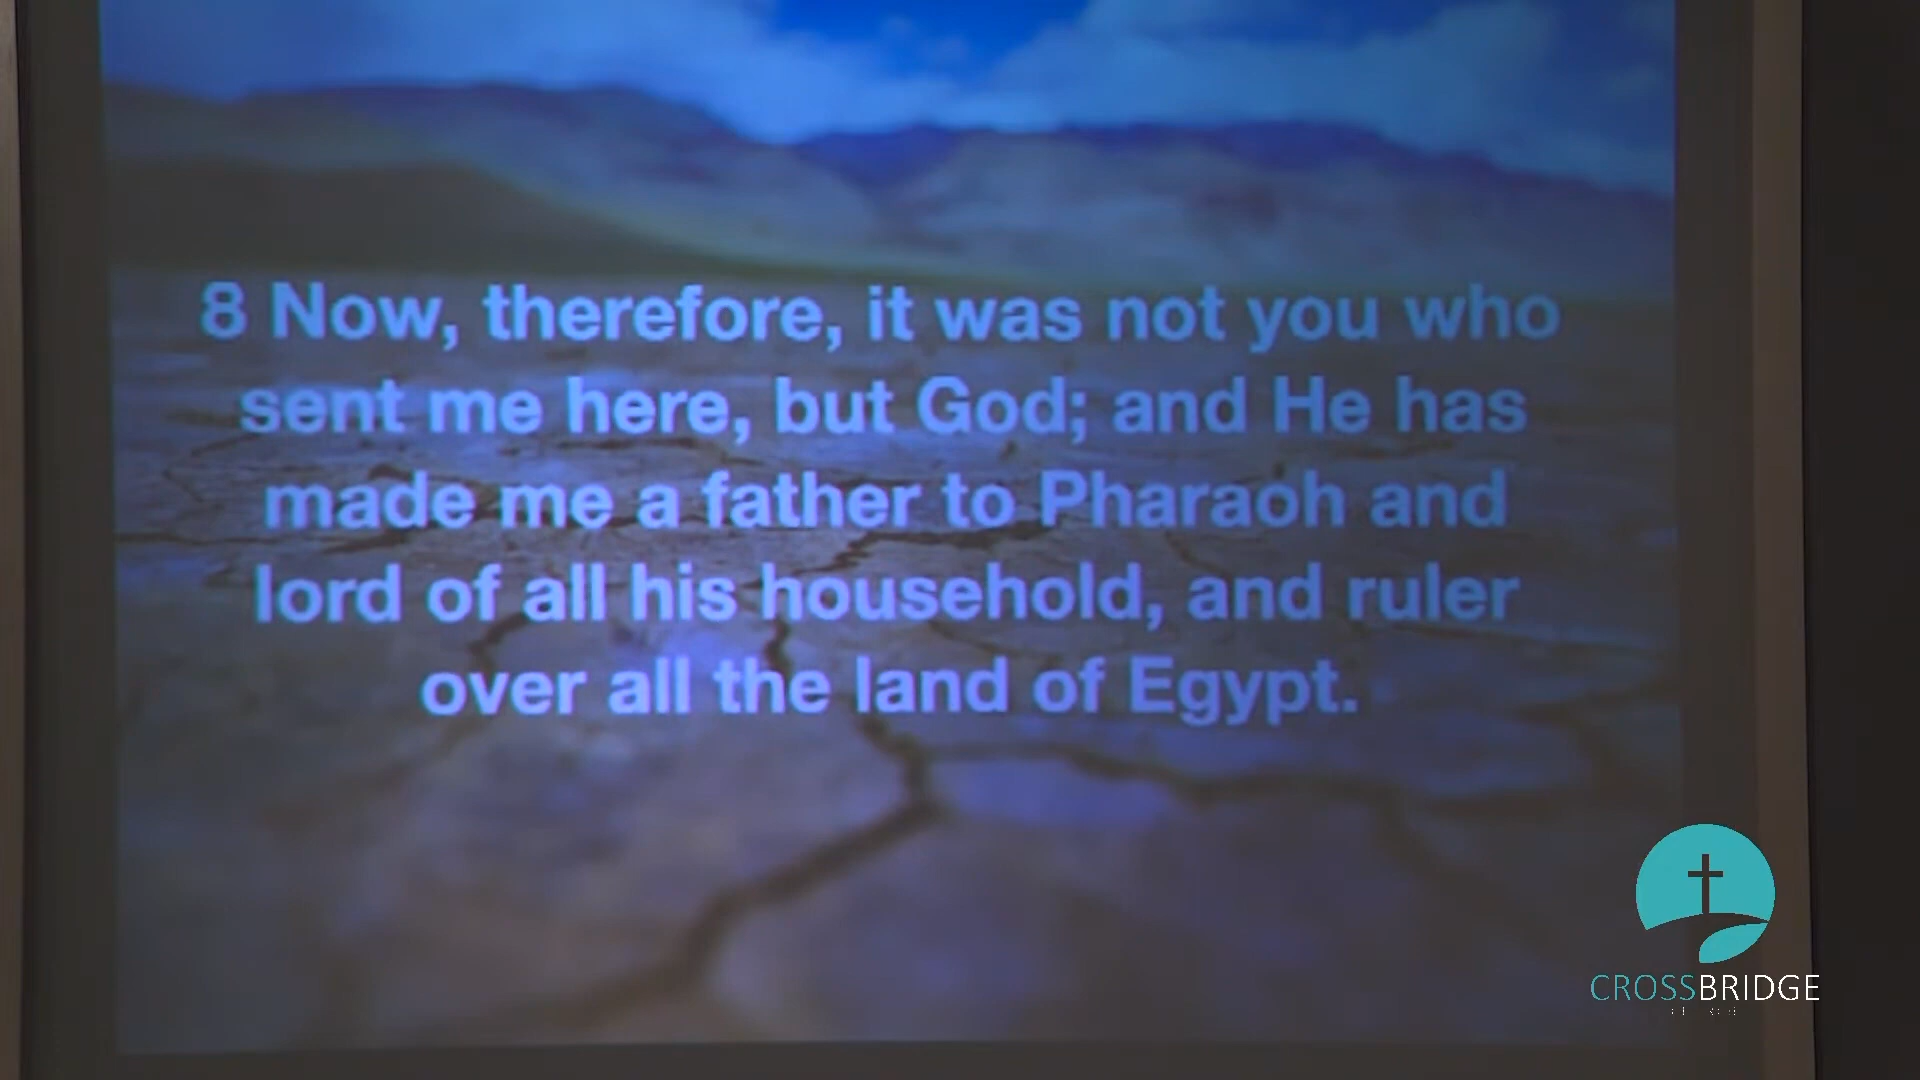 8 Now, therefore, it was not you who
sent me here, but God; and He has
made me a father to Pharaoh and
lord of all his household, and ruler
over all the land of Egypt.
CROSSBRIDGE